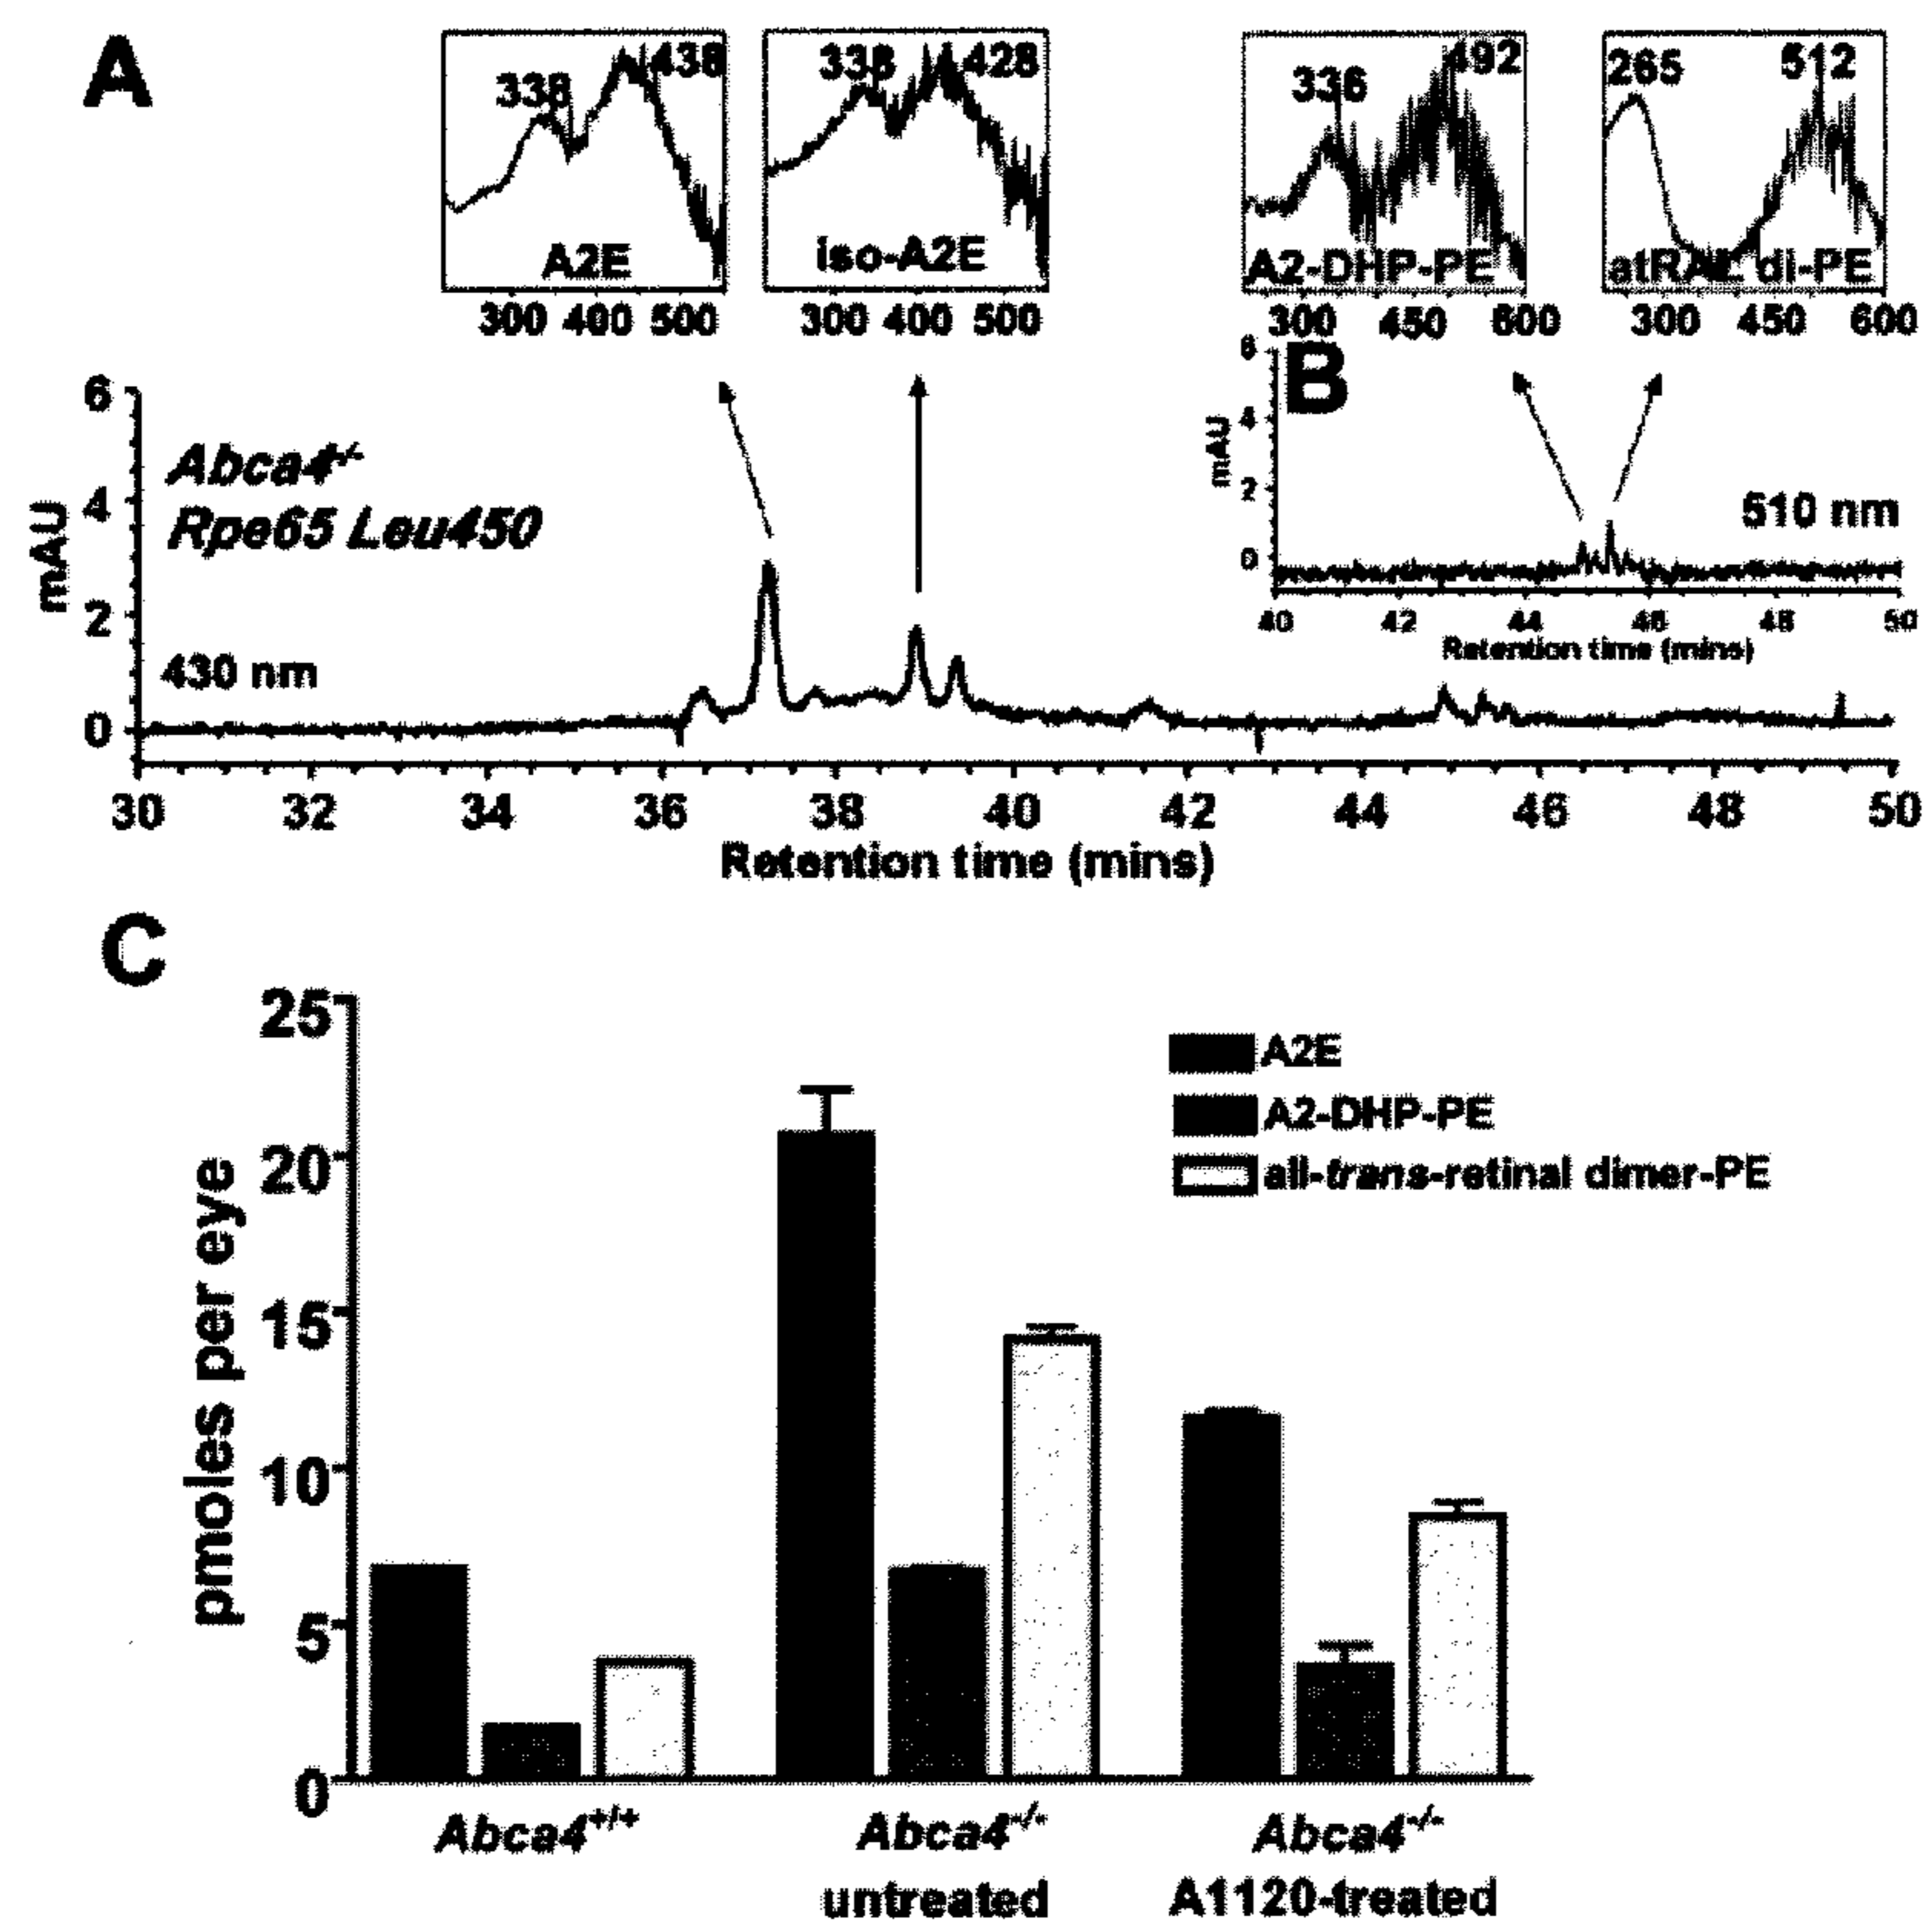 A
338 438
A2E
300 400 500
338 428
iso-A2E
300 400 500
336 492
A2-DHP-PE
300 450 600
265 512
atRAL di-PE
300 450 600
6
4
2
0
mAU
Abca4-/-
Rpe65 Leu450
430 nm
30 32 34 36 38 40 42 44 46 48 50
Retention time (mins)
B
6
4
2
0
mAU
510 nm
40 42 44 46 48 50
Retention time (mins)
C
25
20
15
10
5
0
pmoles per eye
A2E
A2-DHP-PE
all-trans-retinal dimer-PE
Abca4+/+
Abca4-/-
untreated
Abca4-/-
A1120-treated